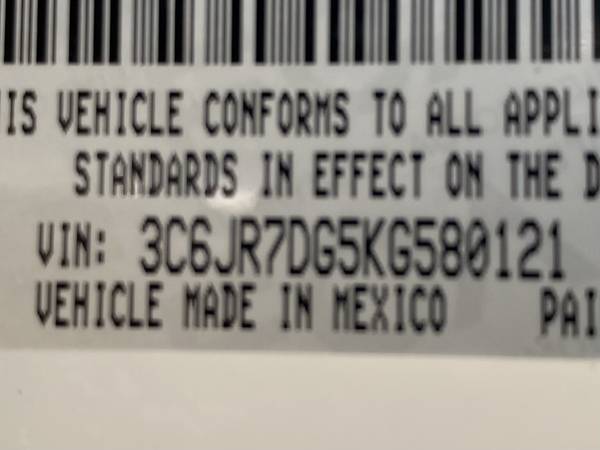 IS VEHICLE CONFORMS TO ALL APPLI
STANDARDS IN EFFECT ON THE D
VIN: 3C6JR7DG5KG580121
VEHICLE MADE IN MEXICO PAI